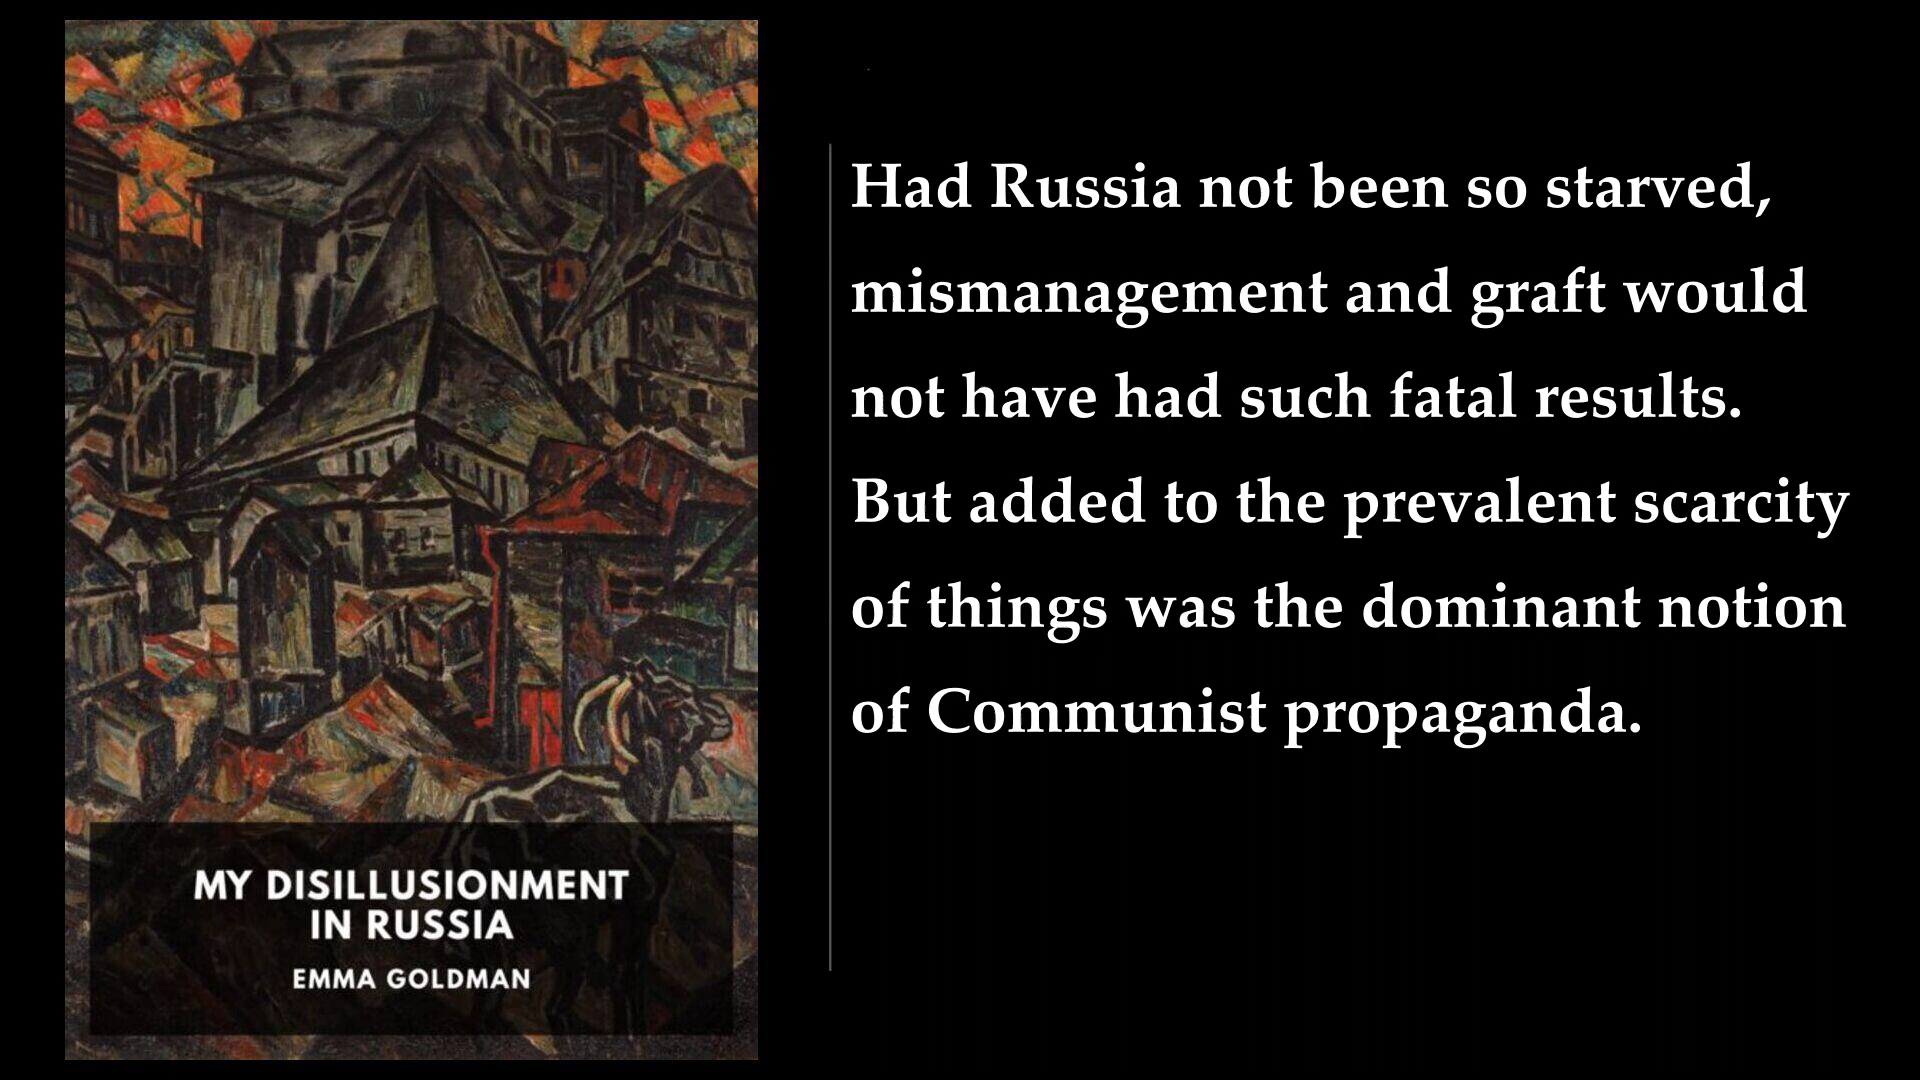 Had Russia not been so starved,
mismanagement and graft would
not have had such fatal results.
But added to the prevalent scarcity
of things was the dominant notion
of Communist propaganda.
MY DISILLUSIONMENT
IN RUSSIA
EMMA GOLDMAN